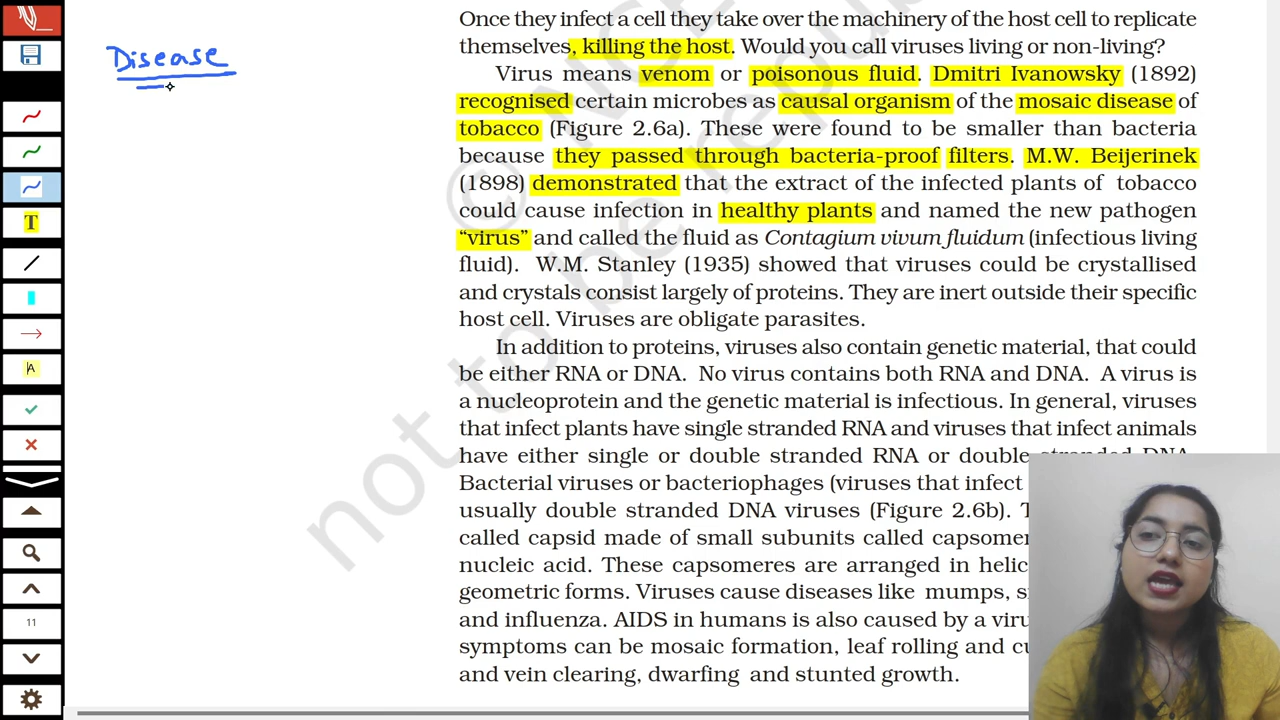 Disease
Once they infect a cell they take over the machinery of the host cell to replicate
themselves, killing the host. Would you call viruses living or non-living?
Virus means venom or poisonous fluid. Dmitri Ivanowsky (1892)
recognised certain microbes as causal organism of the mosaic disease of
tobacco (Figure 2.6a). These were found to be smaller than bacteria
because they passed through bacteria-proof filters. M.W. Beijerinek
(1898) demonstrated that the extract of the infected plants of tobacco
could cause infection in healthy plants and named the new pathogen
“virus” and called the fluid as Contagium vivum fluidum (infectious living
fluid). W.M. Stanley (1935) showed that viruses could be crystallised
and crystals consist largely of proteins. They are inert outside their specific
host cell. Viruses are obligate parasites.
In addition to proteins, viruses also contain genetic material, that could
be either RNA or DNA. No virus contains both RNA and DNA. A virus is
a nucleoprotein and the genetic material is infectious. In general, viruses
that infect plants have single stranded RNA and viruses that infect animals
have either single or double stranded RNA or double stranded DNA.
Bacterial viruses or bacteriophages (viruses that infect
usually double stranded DNA viruses (Figure 2.6b).
called capsid made of small subunits called
nucleic acid. These capsomeres are arranged in
geometric forms. Viruses cause diseases like mumps,
and influenza. AIDS in humans is also caused by a
symptoms can be mosaic formation, leaf rolling and
and vein clearing, dwarfing and stunted growth.
T
A
11
not to be repu
©